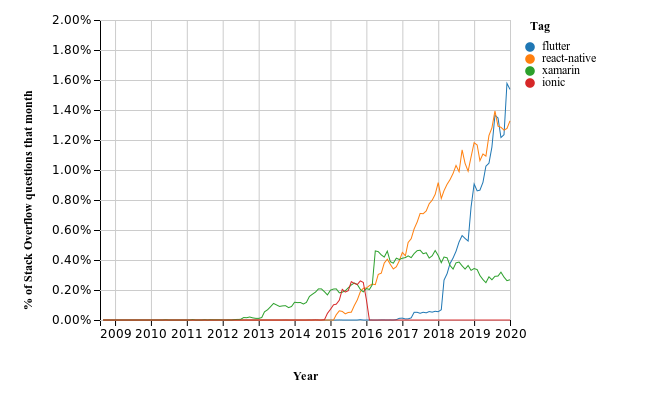 2.00%
1.80%
1.60%
1.40%
1.20%
1.00%
0.80%
0.60%
0.40%
0.20%
0.00%
% of Stack Overflow questions that month
2009 2010 2011 2012 2013 2014 2015 2016 2017 2018 2019 2020
Year
Tag
flutter
react-native
xamarin
ionic